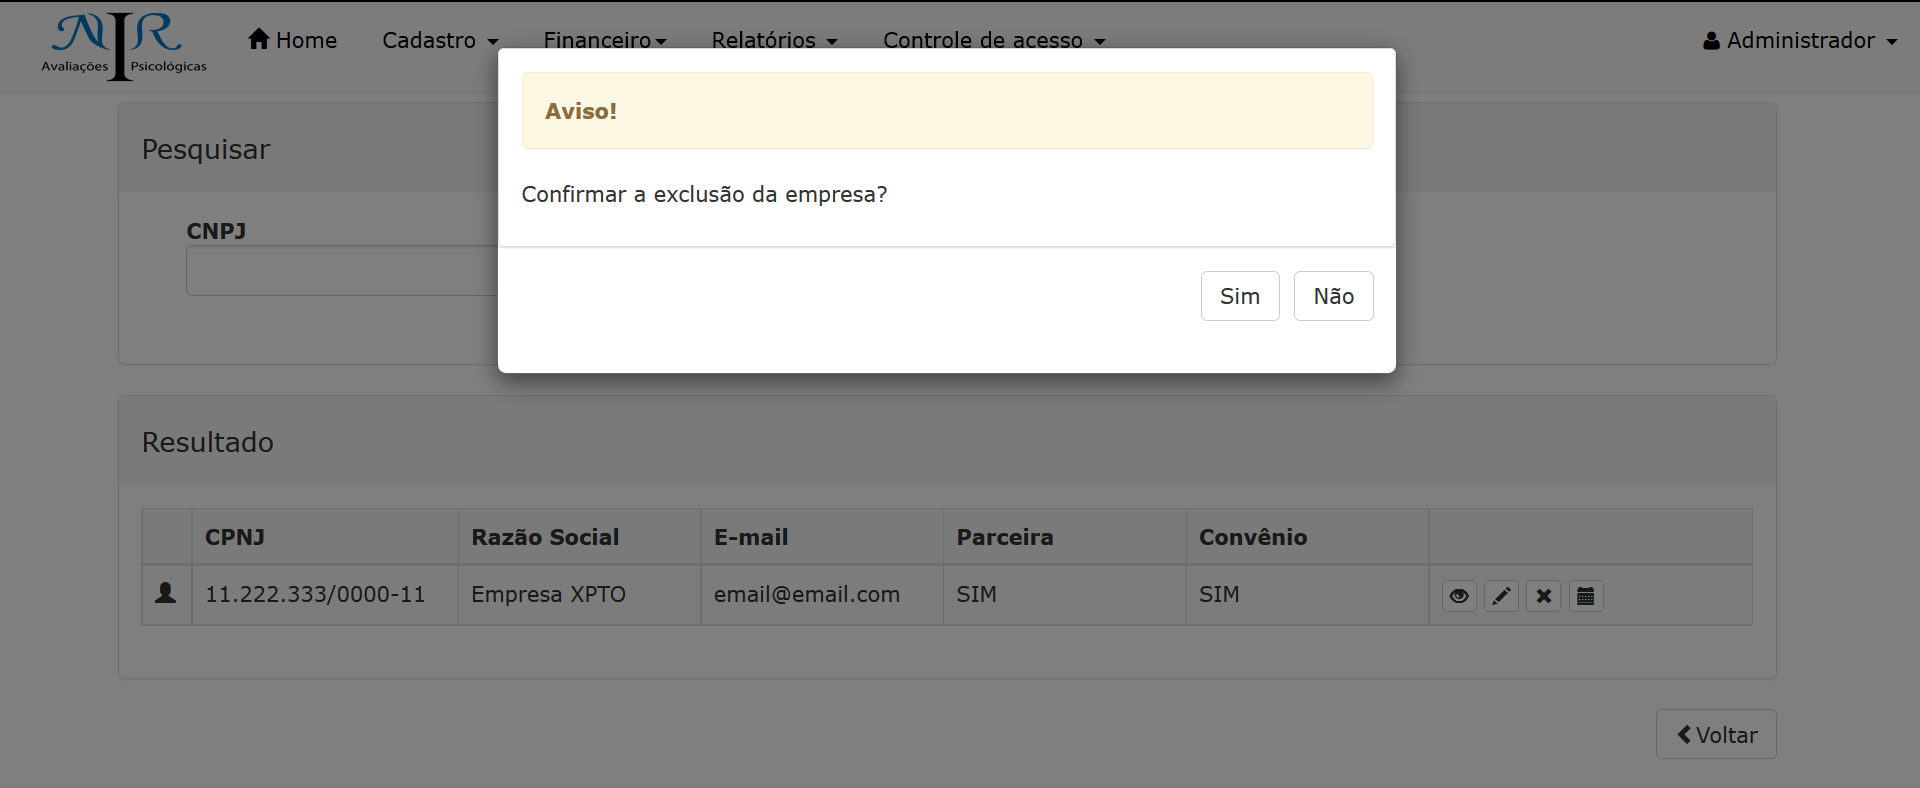 NIR
Avaliações Psicológicas
Home Cadastro Financeiro Relatórios Controle de acesso Administrador
Aviso!
Confirmar a exclusão da empresa?
Sim Não
Pesquisar
CNPJ
Resultado
CPNJ Razão Social E-mail Parceira Convênio
11.222.333/0000-11 Empresa XPTO email@email.com SIM SIM
Voltar